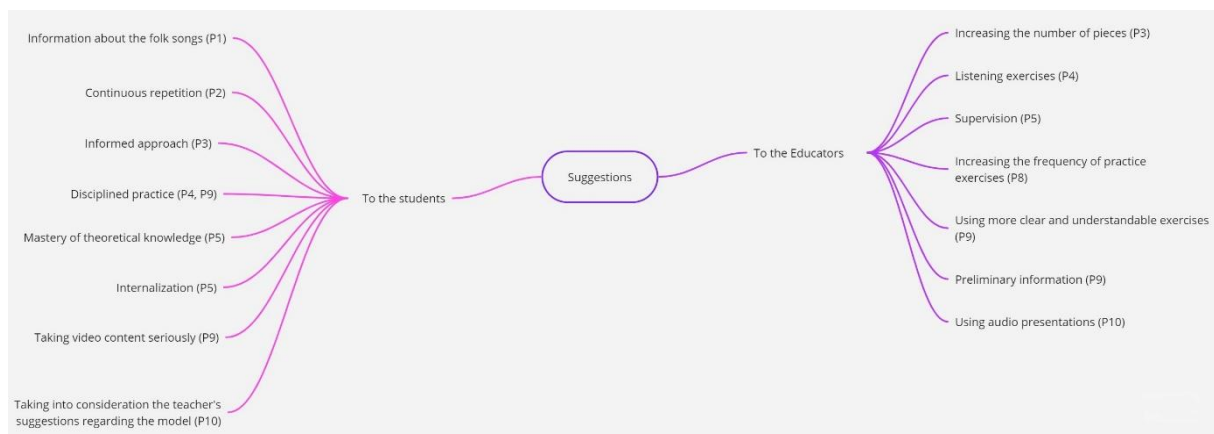 Information about the folk songs (P1)
Continuous repetition (P2)
Informed approach (P3)
Disciplined practice (P4, P9)
Mastery of theoretical knowledge (P5)
Internalization (P5)
Taking video content seriously (P9)
Taking into consideration the teacher's
suggestions regarding the model (P10)
To the students
Suggestions
To the Educators
Increasing the number of pieces (P3)
Listening exercises (P4)
Supervision (P5)
Increasing the frequency of practice
exercises (P8)
Using more clear and understandable exercises
(P9)
Preliminary information (P9)
Using audio presentations (P10)